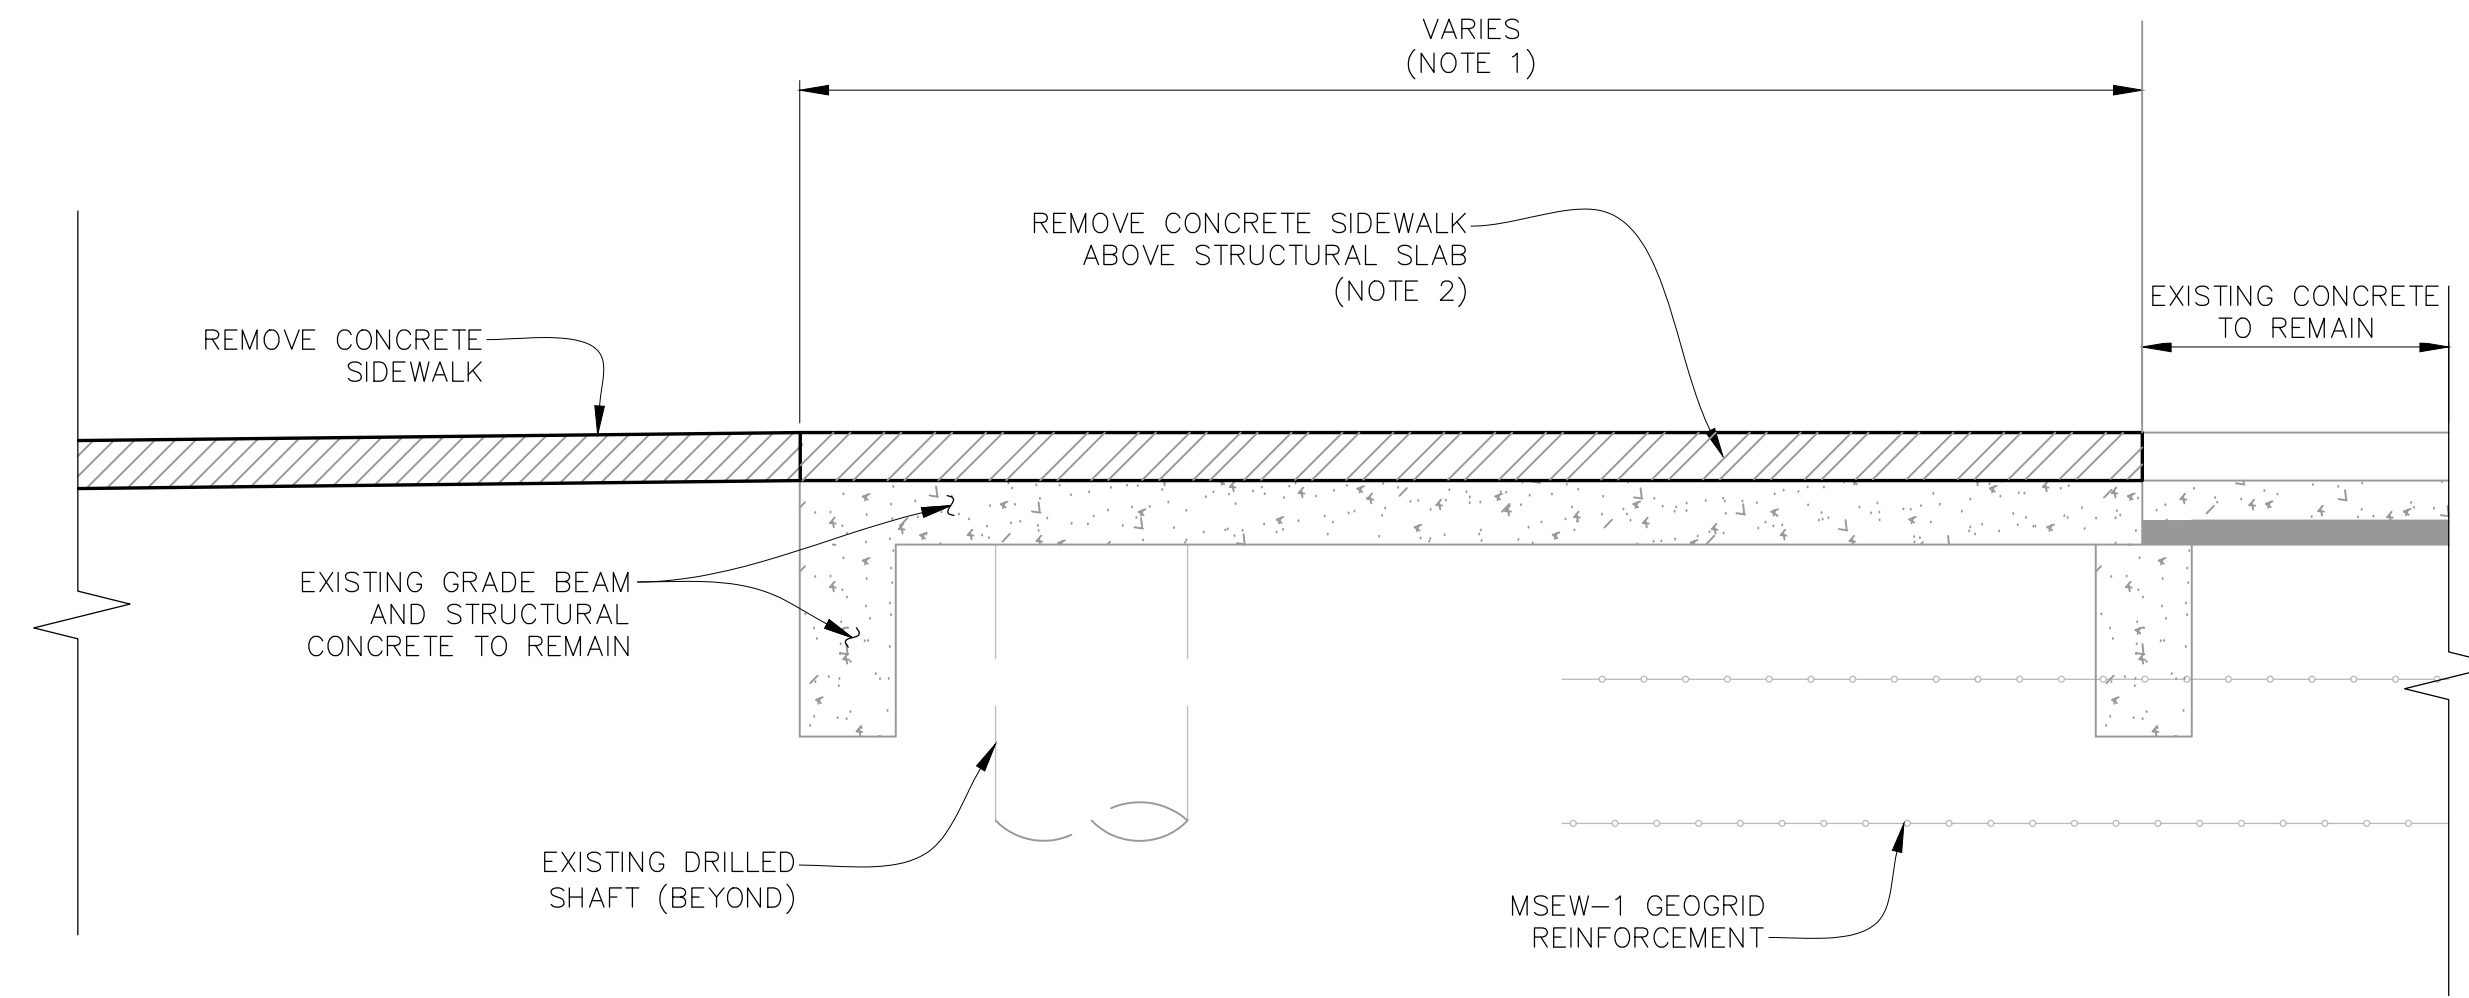 VARIES
(NOTE 1)
REMOVE CONCRETE SIDEWALK
ABOVE STRUCTURAL SLAB
(NOTE 2)
EXISTING CONCRETE
TO REMAIN
REMOVE CONCRETE
SIDEWALK
EXISTING GRADE BEAM
AND STRUCTURAL
CONCRETE TO REMAIN
EXISTING DRILLED
SHAFT (BEYOND)
MSEW-1 GEOGRID
REINFORCEMENT